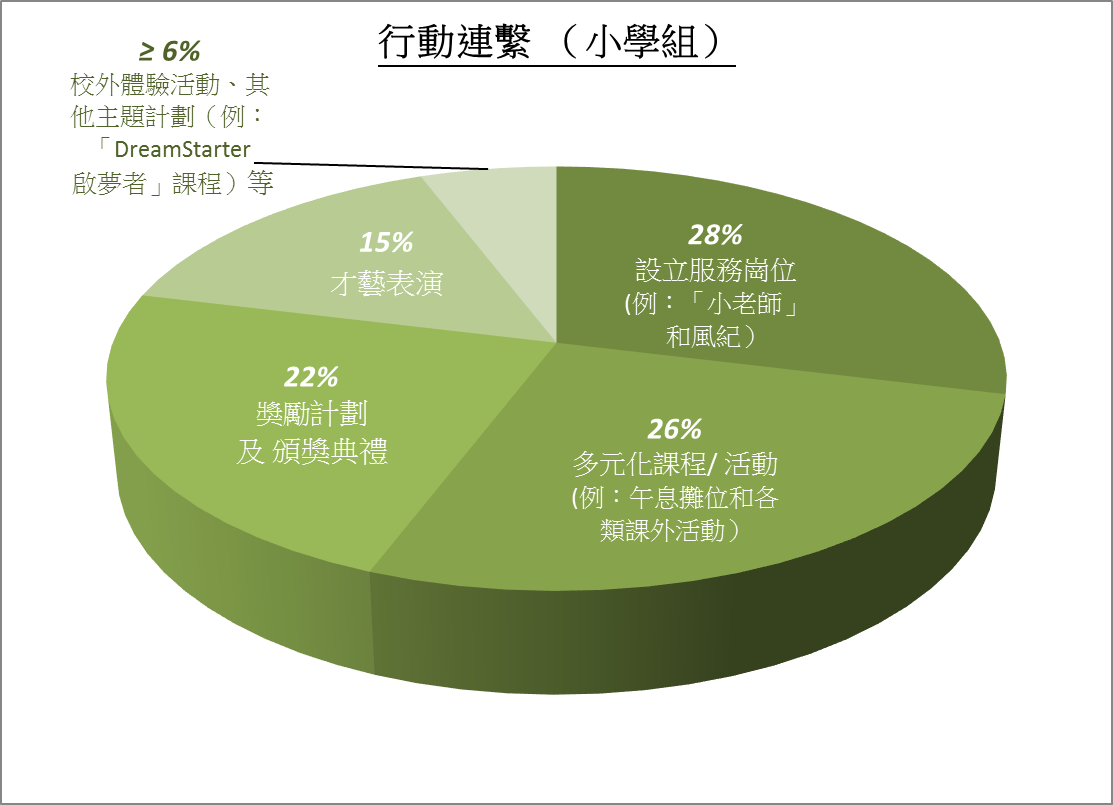 行動連繫 （小學組）
≥ 6%
校外體驗活動、其
他主題計劃（例：
「DreamStarter
啟夢者」課程）等
15%
才藝表演
28%
設立服務崗位
(例：「小老師」
和風紀）
22%
獎勵計劃
及 頒獎典禮
26%
多元化課程/ 活動
(例：午息攤位和各
類課外活動）